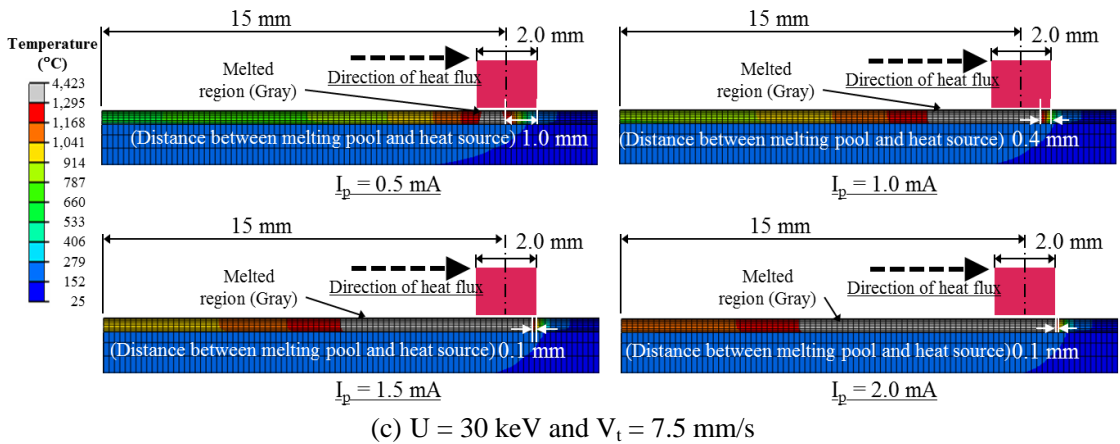 15 mm
2.0 mm
Temperature
(°C)
4,423
1,295
1,168
1,041
914
787
660
533
406
279
152
25
Direction of heat flux
Melted
region (Gray)
(Distance between melting pool and heat source) 1.0 mm
I_p = 0.5 mA
15 mm
2.0 mm
Direction of heat flux
Melted
region (Gray)
(Distance between melting pool and heat source) 0.4 mm
I_p = 1.0 mA
15 mm
2.0 mm
Direction of heat flux
Melted
region (Gray)
(Distance between melting pool and heat source) 0.1 mm
I_p = 1.5 mA
15 mm
2.0 mm
Direction of heat flux
Melted
region (Gray)
(Distance between melting pool and heat source) 0.1 mm
I_p = 2.0 mA
(c) U = 30 keV and V_t = 7.5 mm/s